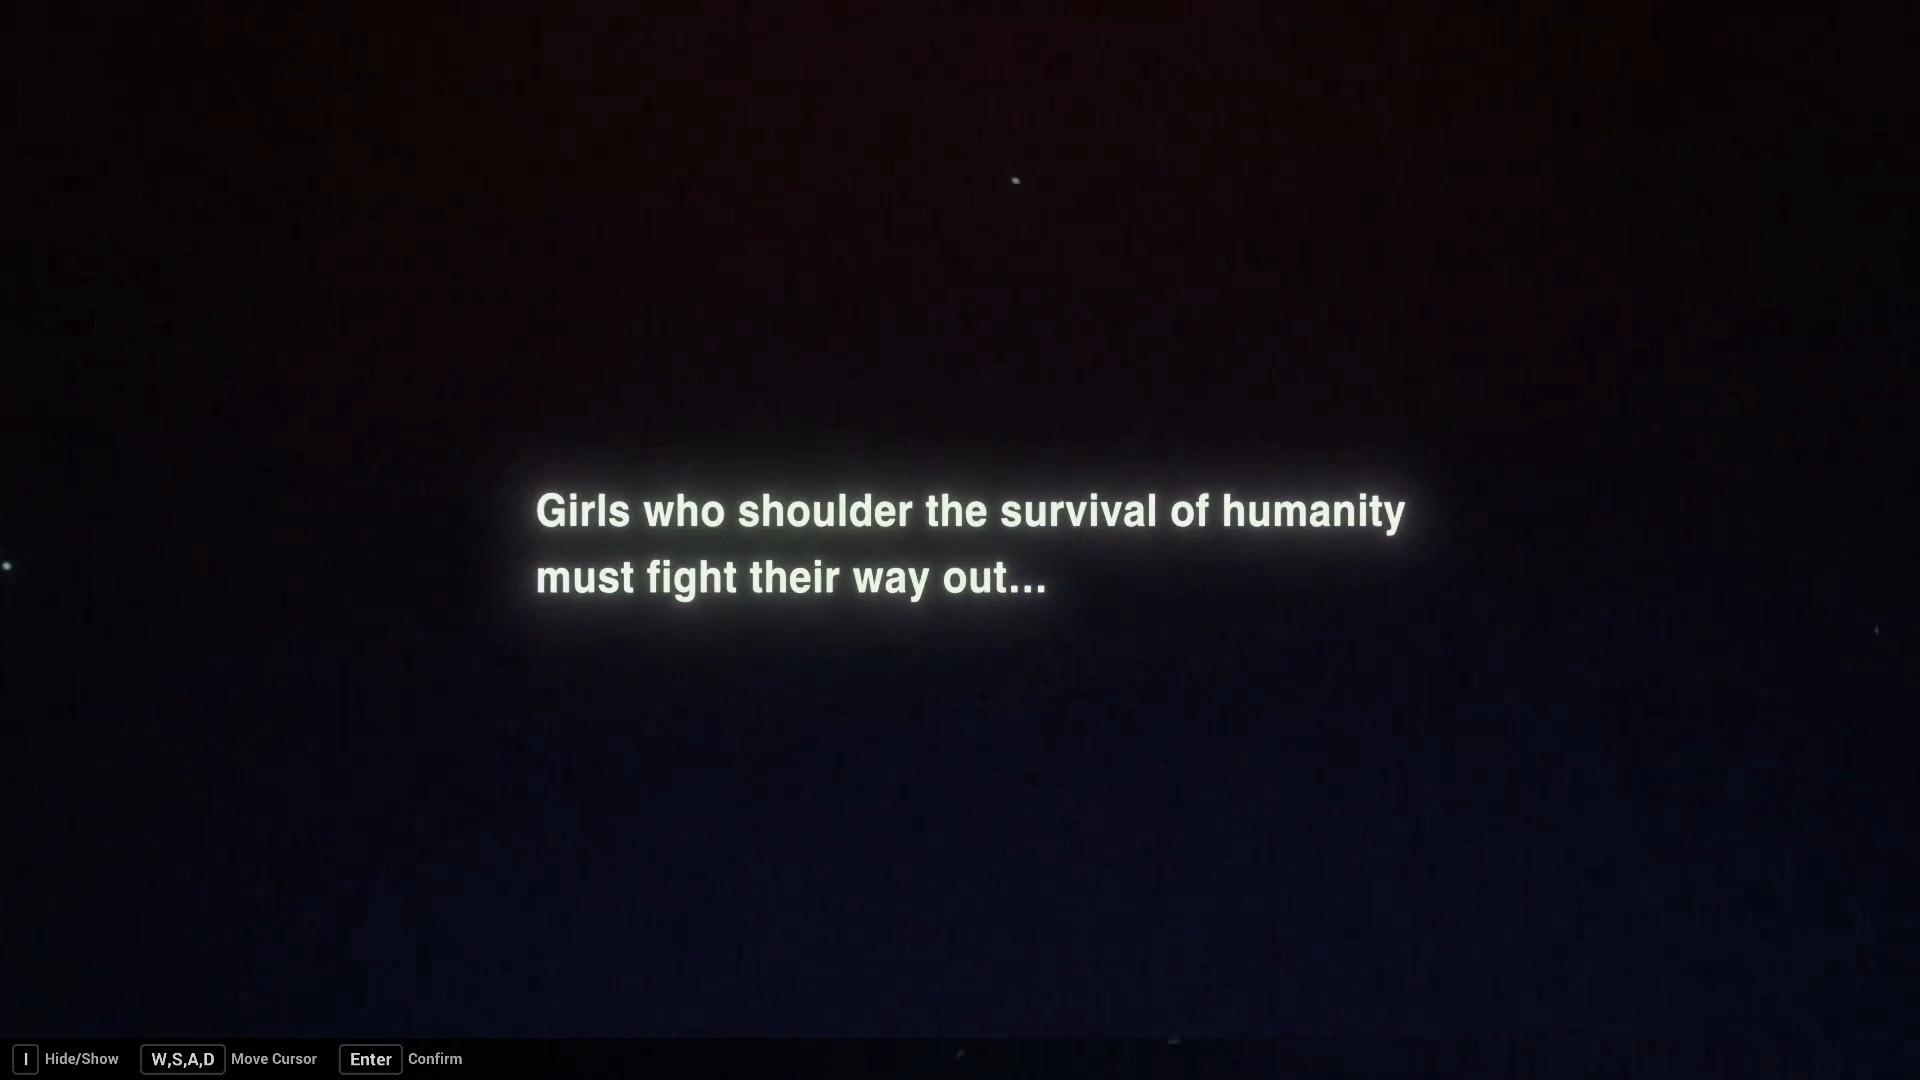 Girls who shoulder the survival of humanity
must fight their way out...
I Hide/Show W,S,A,D Move Cursor Enter Confirm